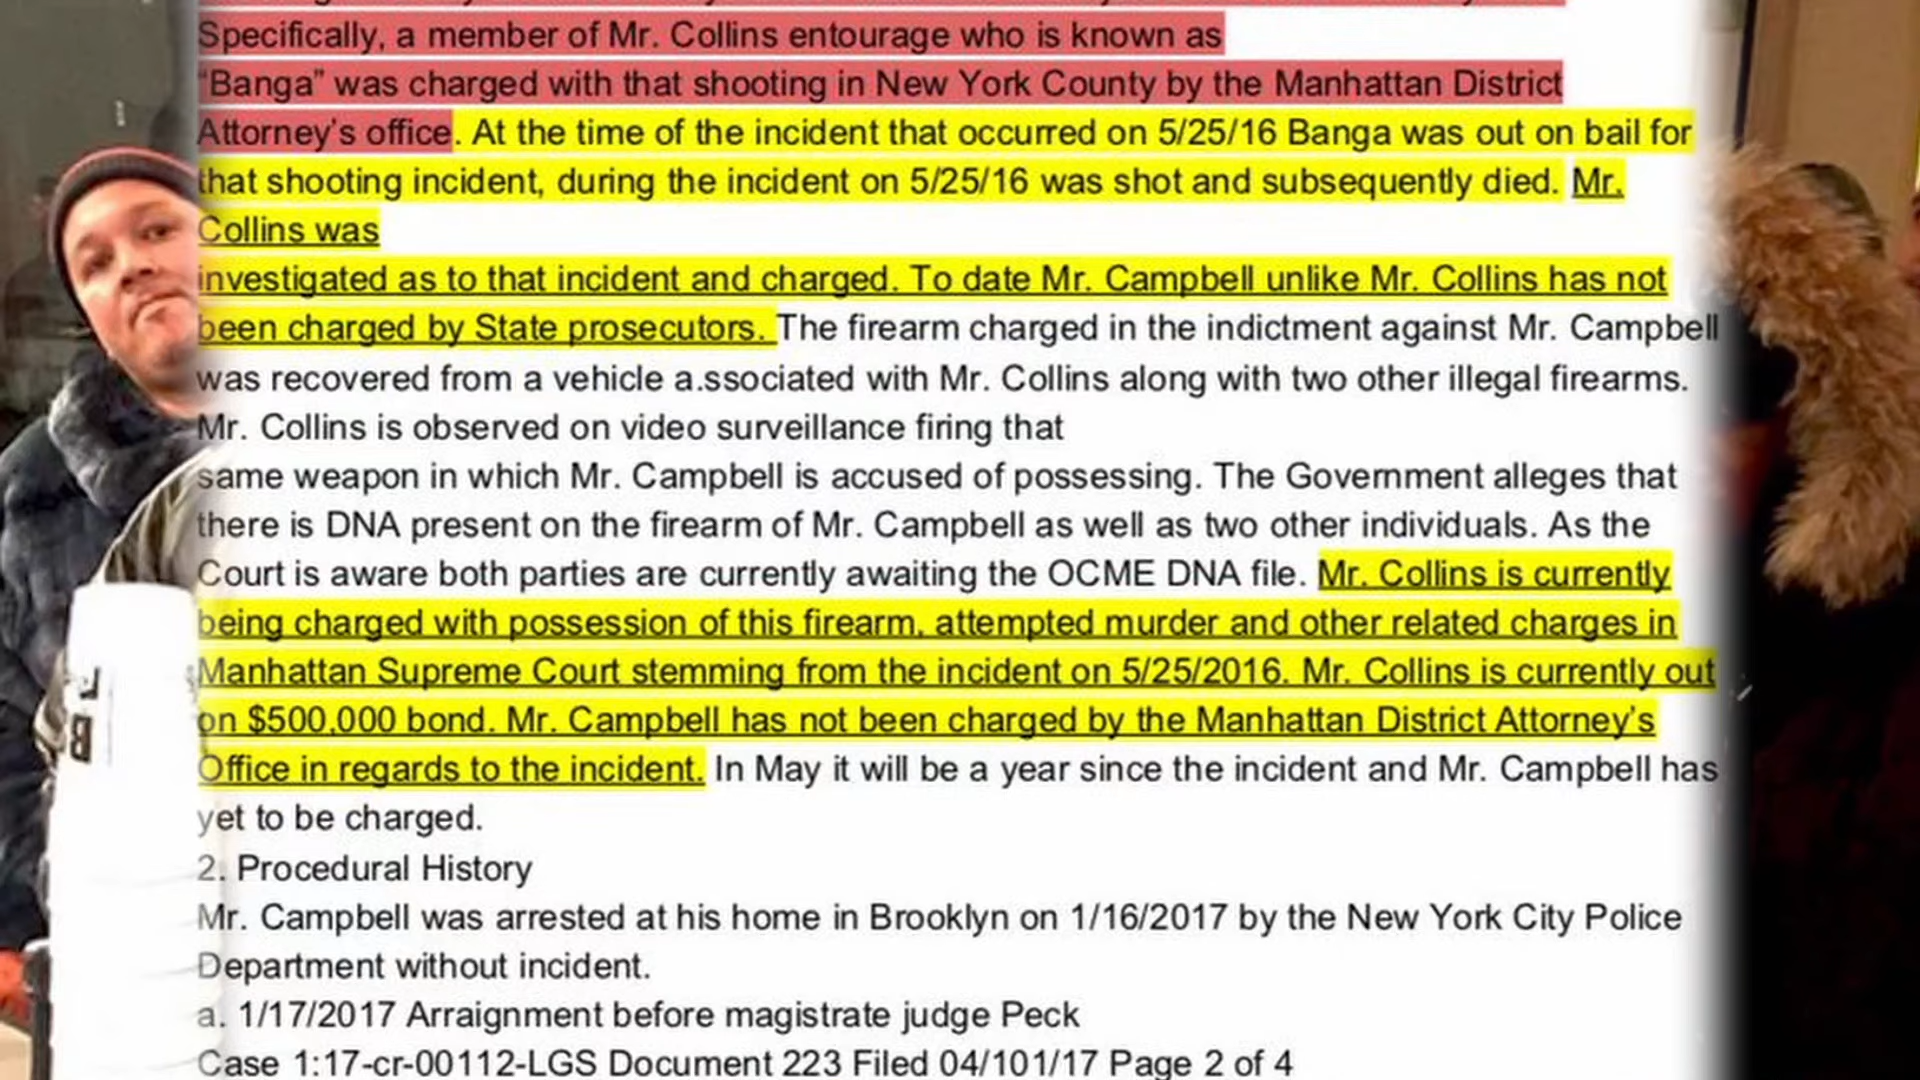 Specifically, a member of Mr. Collins entourage who is known as
“Banga” was charged with that shooting in New York County by the Manhattan District
Attorney’s office. At the time of the incident that occurred on 5/25/16 Banga was out on bail for
that shooting incident, during the incident on 5/25/16 was shot and subsequently died. Mr.
Collins was
investigated as to that incident and charged. To date Mr. Campbell unlike Mr. Collins has not
been charged by State prosecutors. The firearm charged in the indictment against Mr. Campbell
was recovered from a vehicle a.ssociated with Mr. Collins along with two other illegal firearms.
Mr. Collins is observed on video surveillance firing that
same weapon in which Mr. Campbell is accused of possessing. The Government alleges that
there is DNA present on the firearm of Mr. Campbell as well as two other individuals. As the
Court is aware both parties are currently awaiting the OCME DNA file. Mr. Collins is currently
being charged with possession of this firearm, attempted murder and other related charges in
Manhattan Supreme Court stemming from the incident on 5/25/2016. Mr. Collins is currently out
on $500,000 bond. Mr. Campbell has not been charged by the Manhattan District Attorney’s
Office in regards to the incident. In May it will be a year since the incident and Mr. Campbell has
yet to be charged.
2. Procedural History
Mr. Campbell was arrested at his home in Brooklyn on 1/16/2017 by the New York City Police
Department without incident.
a. 1/17/2017 Arraignment before magistrate judge Peck
Case 1:17-cr-00112-LGS Document 223 Filed 04/101/17 Page 2 of 4